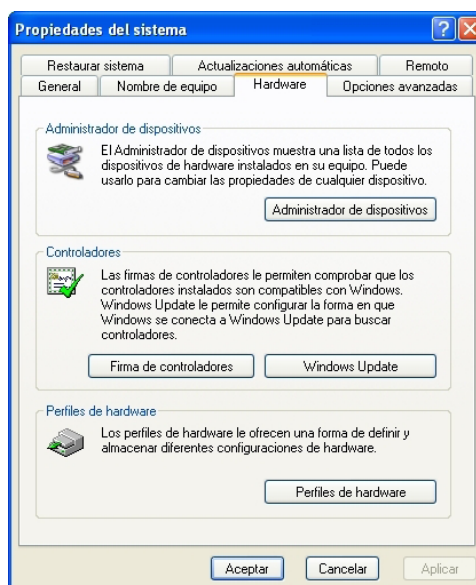 Propiedades del sistema
Restaurar sistema Actualizaciones automáticas Remoto
General Nombre de equipo Hardware Opciones avanzadas
Administrador de dispositivos
El Administrador de dispositivos muestra una lista de todos los
dispositivos de hardware instalados en su equipo. Puede
usarlo para cambiar las propiedades de cualquier dispositivo.
Administrador de dispositivos
Controladores
Las firmas de controladores le permiten comprobar que los
controladores instalados son compatibles con Windows.
Windows Update le permite configurar la forma en que
Windows se conecta a Windows Update para buscar
controladores.
Firma de controladores Windows Update
Perfiles de hardware
Los perfiles de hardware le ofrecen una forma de definir y
almacenar diferentes configuraciones de hardware.
Perfiles de hardware
Aceptar Cancelar Aplicar